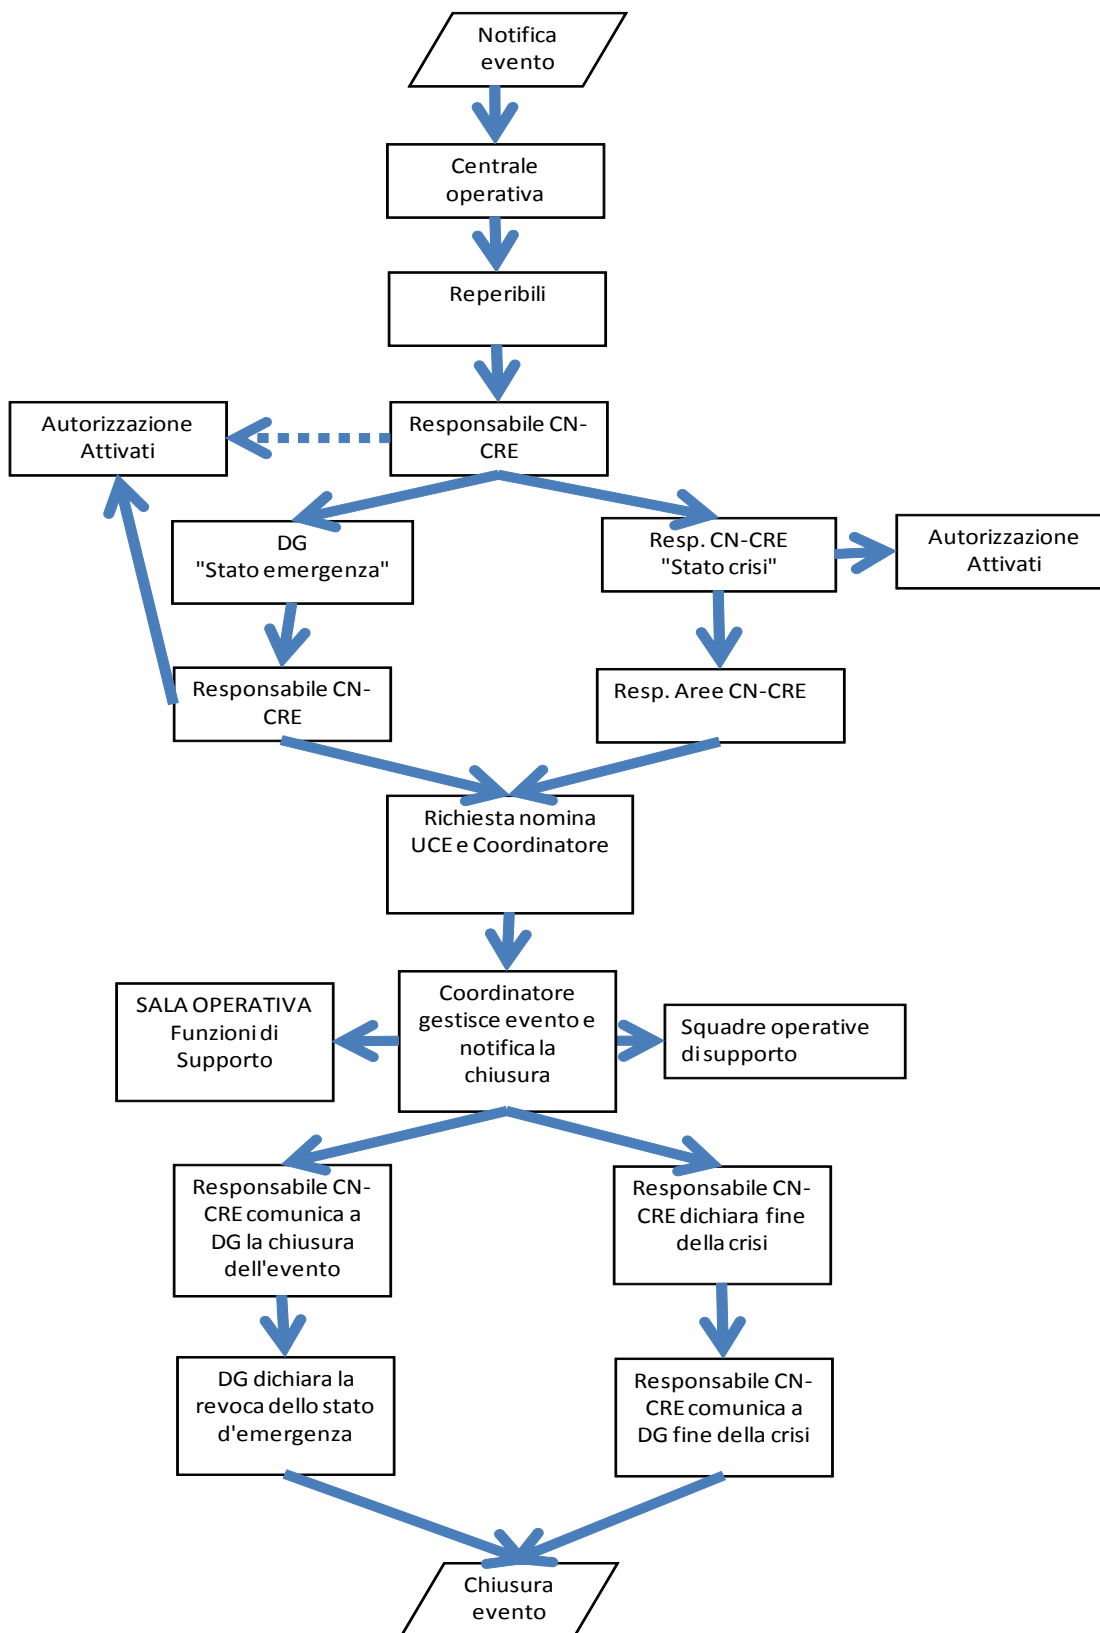 Notifica
evento
Centrale
operativa
Reperibili
Autorizzazione
Attivati
Responsabile CN-
CRE
DG
"Stato emergenza"
Resp. CN-CRE
"Stato crisi"
Autorizzazione
Attivati
Responsabile CN-
CRE
Resp. Aree CN-CRE
Richiesta nomina
UCE e Coordinatore
SALA OPERATIVA
Funzioni di
Supporto
Coordinatore
gestisce evento e
notifica la
chiusura
Squadre operative
di supporto
Responsabile CN-
CRE comunica a
DG la chiusura
dell'evento
Responsabile CN-
CRE dichiara fine
della crisi
DG dichiara la
revoca dello stato
d'emergenza
Responsabile CN-
CRE comunica a
DG fine della crisi
Chiusura
evento